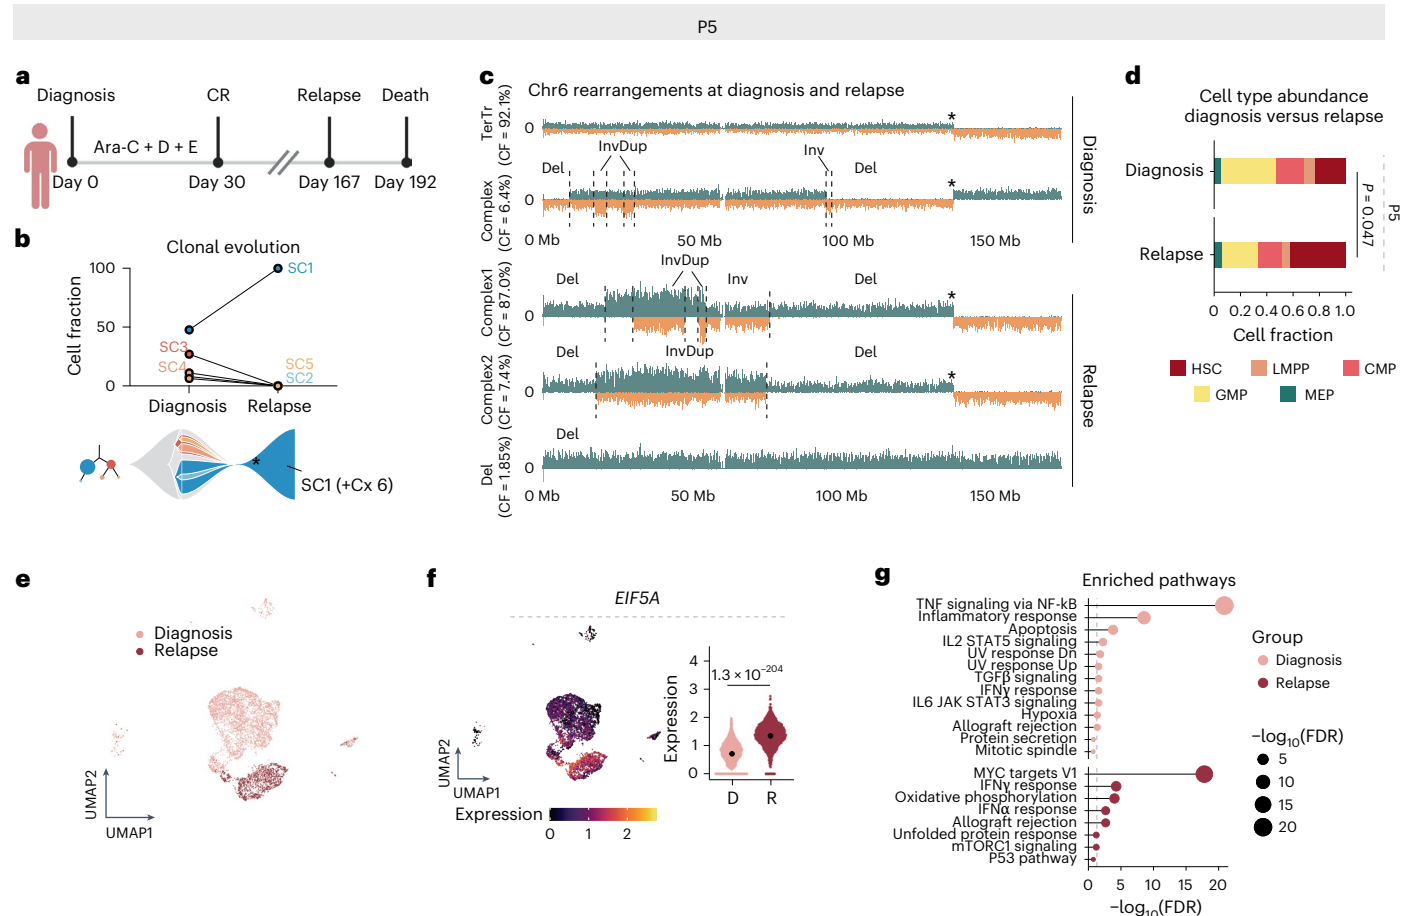 P5
a
Diagnosis
CR
Relapse
Death
Ara-C + D + E
Day 0
Day 30
Day 167
Day 192
b
Clonal evolution
Cell fraction
100
50
0
SC1
SC3
SC4
SC5
SC2
Diagnosis
Relapse
*
SC1 (+Cx 6)
c
Chr6 rearrangements at diagnosis and relapse
TerTr
(CF = 92.1%)
0
*
InvDup
Inv
Del
Del
Complex
(CF = 6.4%)
0
*
0 Mb
50 Mb
100 Mb
150 Mb
Diagnosis
InvDup
Del
Inv
Del
Complex1
(CF = 87.0%)
0
*
InvDup
Del
Del
Complex2
(CF = 7.4%)
0
*
Del
Del
(CF = 1.85%)
0
0 Mb
50 Mb
100 Mb
150 Mb
Relapse
d
Cell type abundance
diagnosis versus relapse
Diagnosis
Relapse
P = 0.047
P5
0
0.2
0.4
0.6
0.8
1.0
Cell fraction
HSC
LMPP
CMP
GMP
MEP
e
Diagnosis
Relapse
UMAP2
UMAP1
f
EIF5A
UMAP2
UMAP1
Expression
0
1
2
Expression
4
3
2
1
0
1.3 × 10⁻²⁰⁴
D
R
g
Enriched pathways
TNF signaling via NF-kB
Inflammatory response
Apoptosis
IL2 STAT5 signaling
UV response Dn
UV response Up
TGFβ signaling
IFNγ response
IL6 JAK STAT3 signaling
Hypoxia
Allograft rejection
Protein secretion
Mitotic spindle
MYC targets V1
IFNγ response
Oxidative phosphorylation
IFNα response
Allograft rejection
Unfolded protein response
mTORC1 signaling
P53 pathway
0
5
10
15
20
−log₁₀(FDR)
Group
Diagnosis
Relapse
−log₁₀(FDR)
5
10
15
20